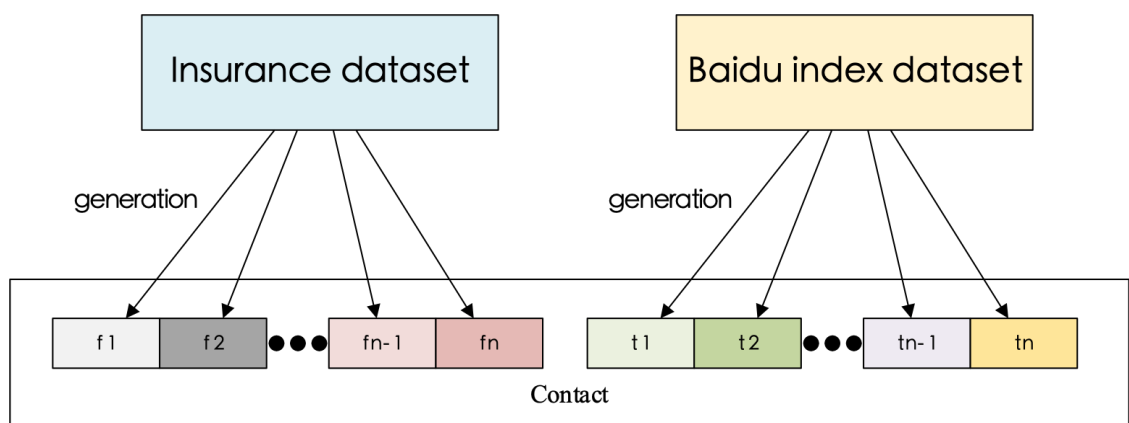 Insurance dataset
Baidu index dataset
generation
generation
f1 f2 fn-1 fn t1 t2 tn-1 tn
Contact